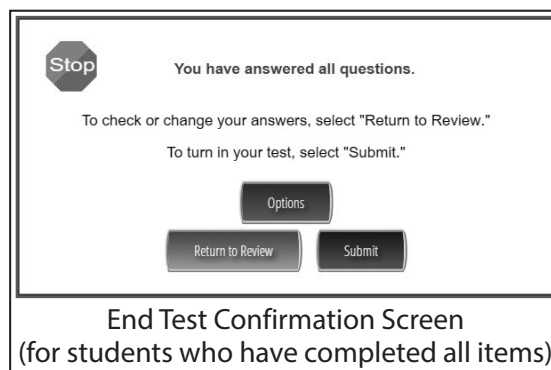 Stop
You have answered all questions.
To check or change your answers, select "Return to Review."
To turn in your test, select "Submit."
Options
Return to Review
Submit
End Test Confirmation Screen
(for students who have completed all items)